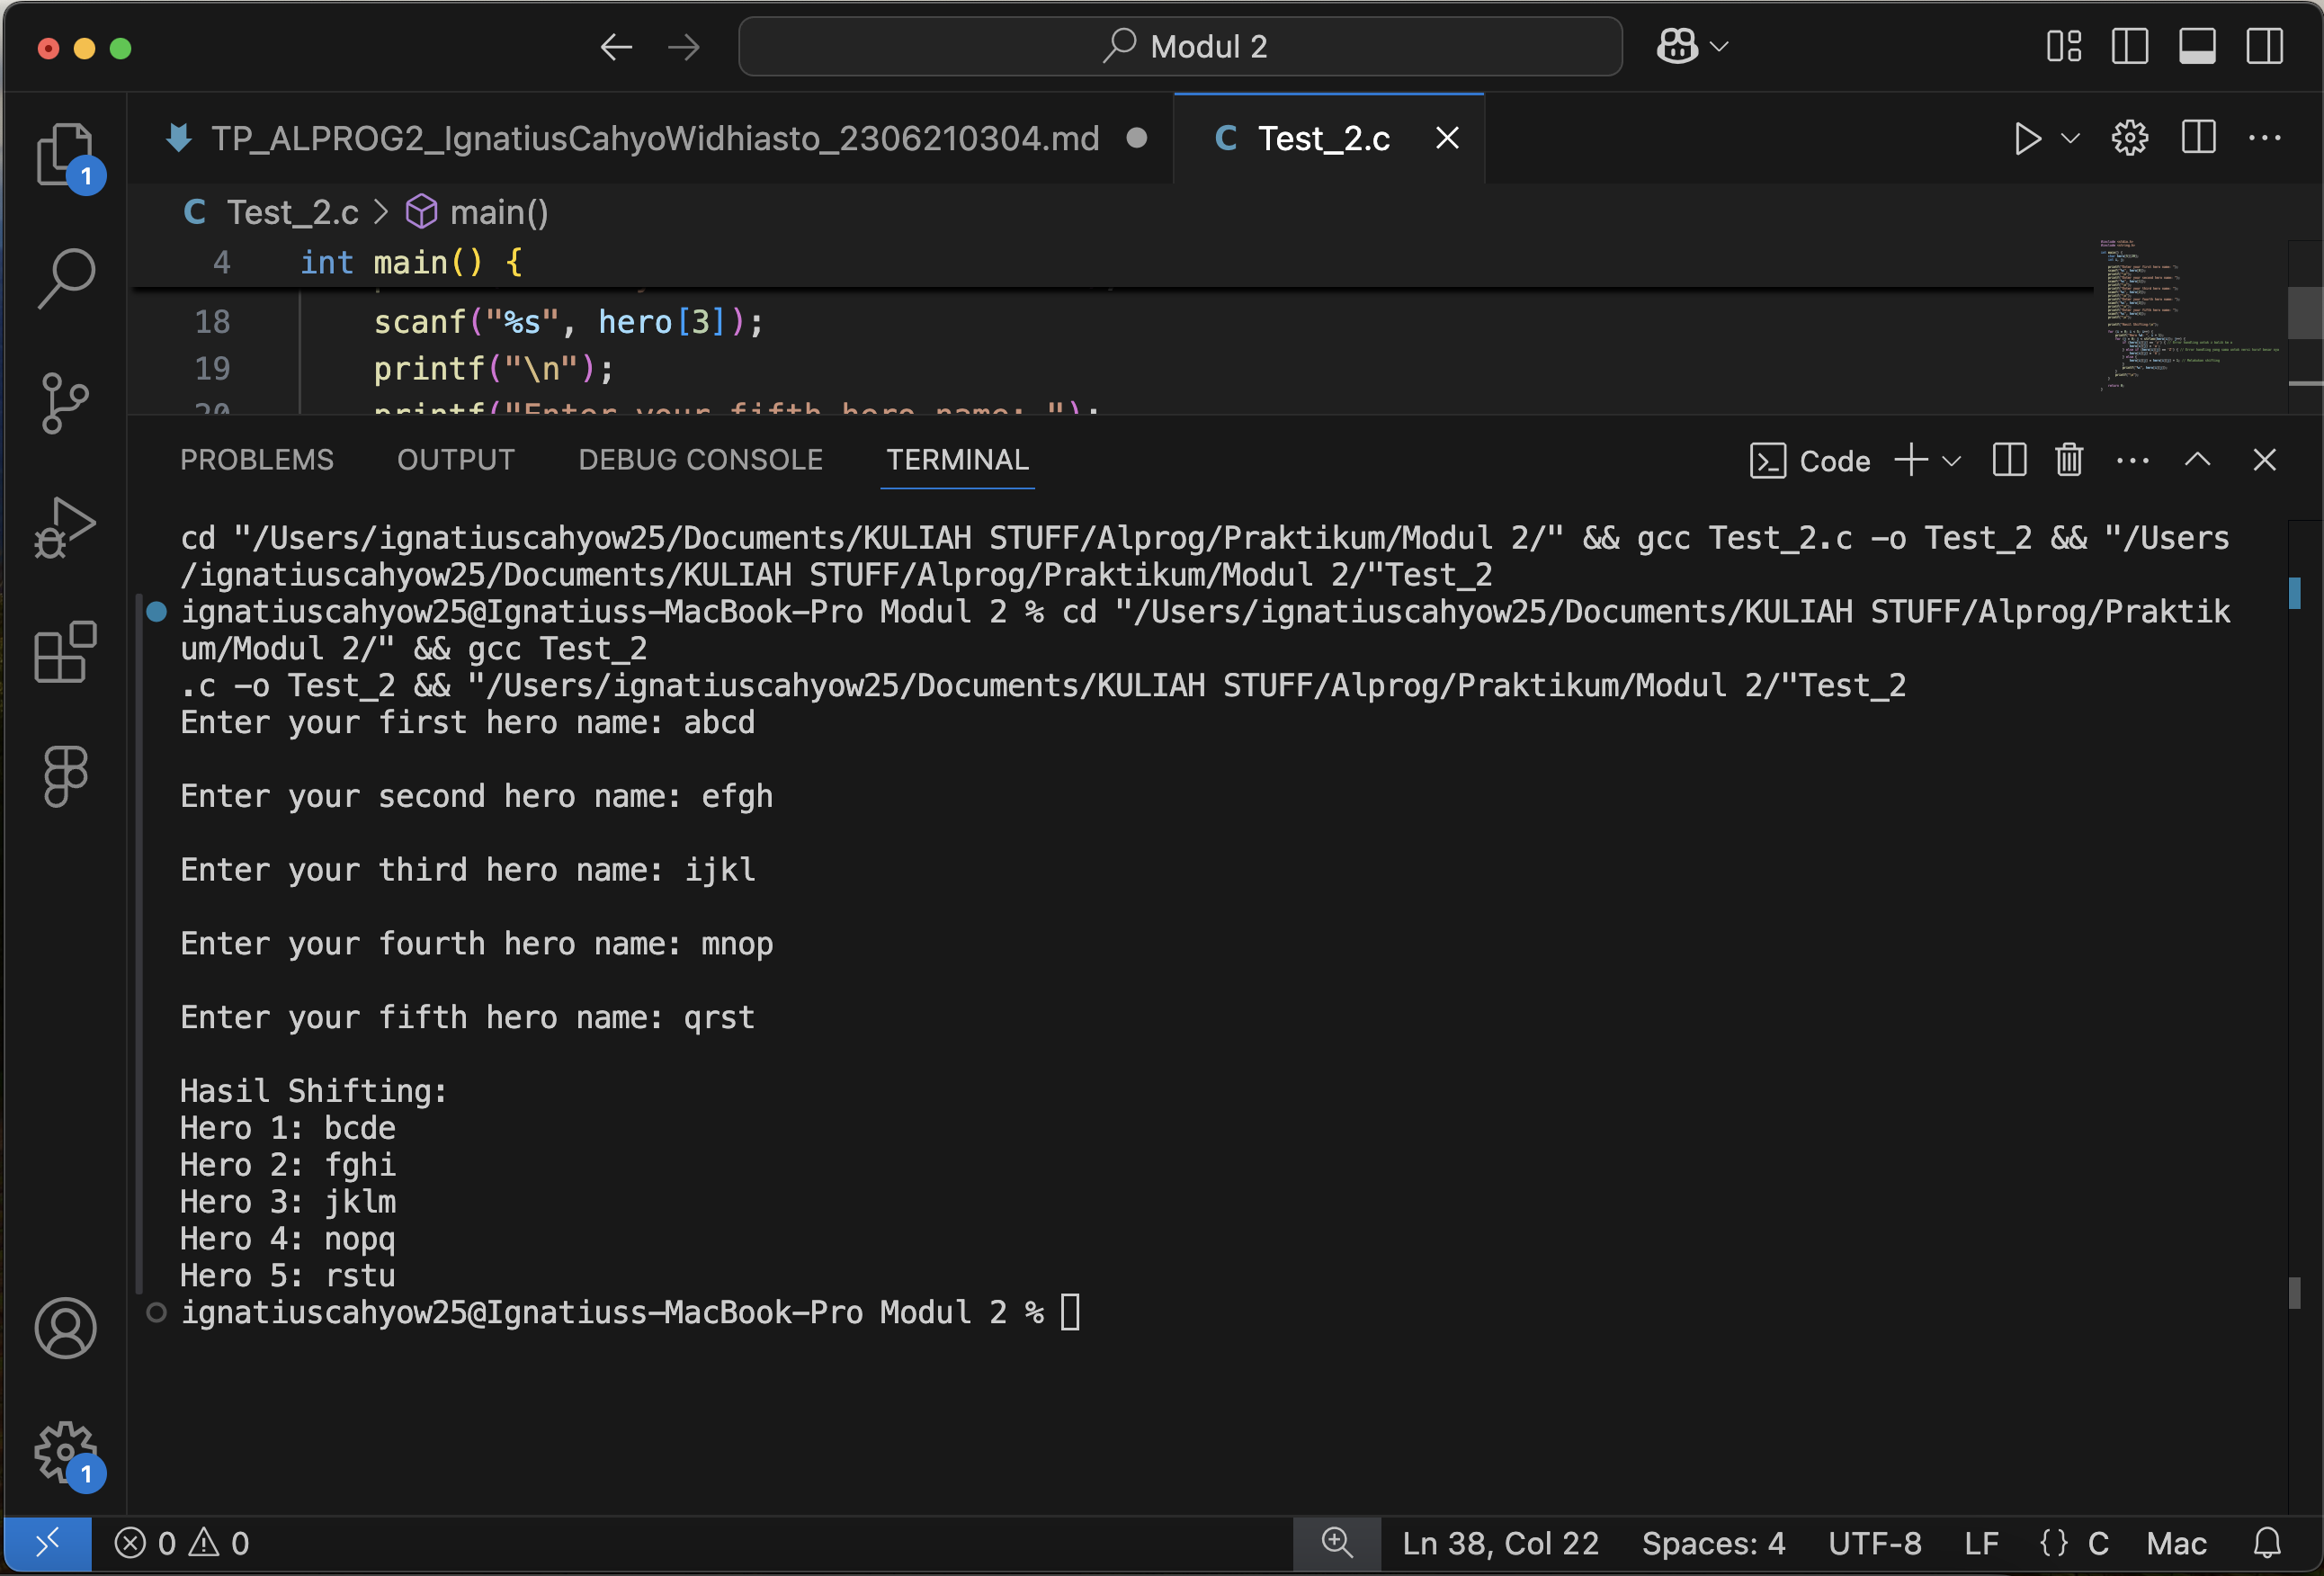 Modul 2
TP_ALPROG2_IgnatiusCahyoWidhiasto_2306210304.md
C Test_2.c
1
C Test_2.c > main()
4 int main() {
18 scanf("%s", hero[3]);
19 printf("\n");
20 printf("Enter your fifth hero name: ");
PROBLEMS OUTPUT DEBUG CONSOLE TERMINAL
Code
cd "/Users/ignatiuscahyow25/Documents/KULIAH STUFF/Alprog/Praktikum/Modul 2/" && gcc Test_2.c -o Test_2 && "/Users
/ignatiuscahyow25/Documents/KULIAH STUFF/Alprog/Praktikum/Modul 2/"Test_2
ignatiuscahyow25@Ignatiuss-MacBook-Pro Modul 2 % cd "/Users/ignatiuscahyow25/Documents/KULIAH STUFF/Alprog/Praktik
um/Modul 2/" && gcc Test_2
.c -o Test_2 && "/Users/ignatiuscahyow25/Documents/KULIAH STUFF/Alprog/Praktikum/Modul 2/"Test_2
Enter your first hero name: abcd
Enter your second hero name: efgh
Enter your third hero name: ijkl
Enter your fourth hero name: mnop
Enter your fifth hero name: qrst
Hasil Shifting:
Hero 1: bcde
Hero 2: fghi
Hero 3: jklm
Hero 4: nopq
Hero 5: rstu
ignatiuscahyow25@Ignatiuss-MacBook-Pro Modul 2 %
1
0 0
Ln 38, Col 22 Spaces: 4 UTF-8 LF {} C Mac